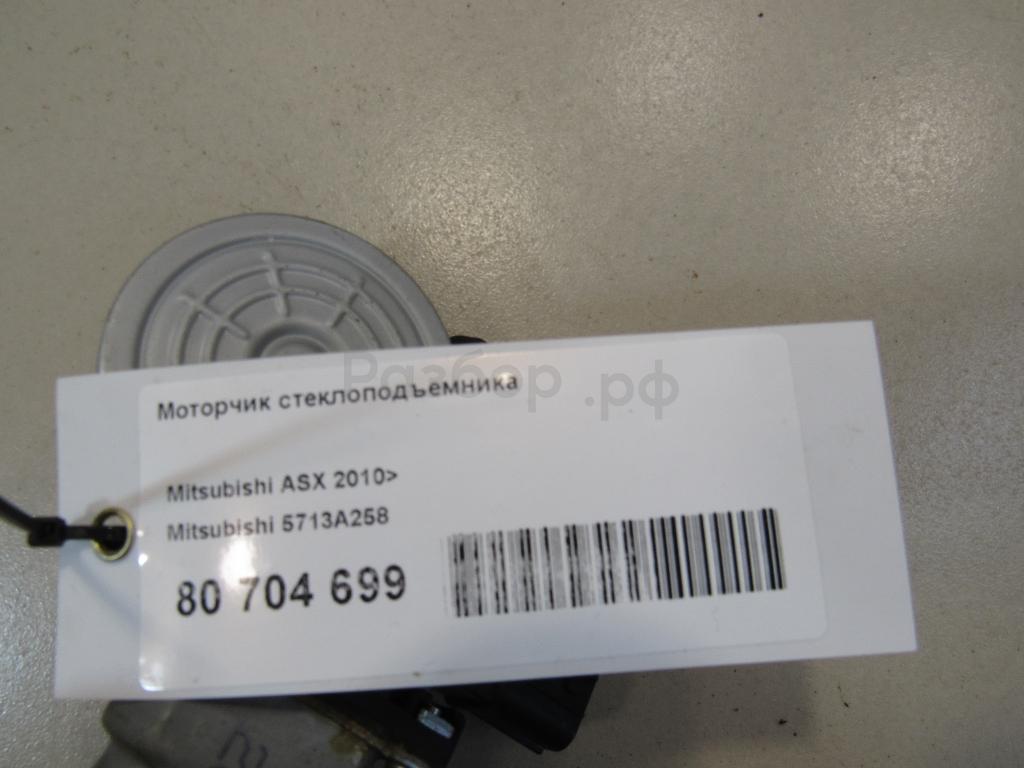 Разбор.рф
Моторчик стеклоподъемника
Mitsubishi ASX 2010>
Mitsubishi 5713A258
80 704 699